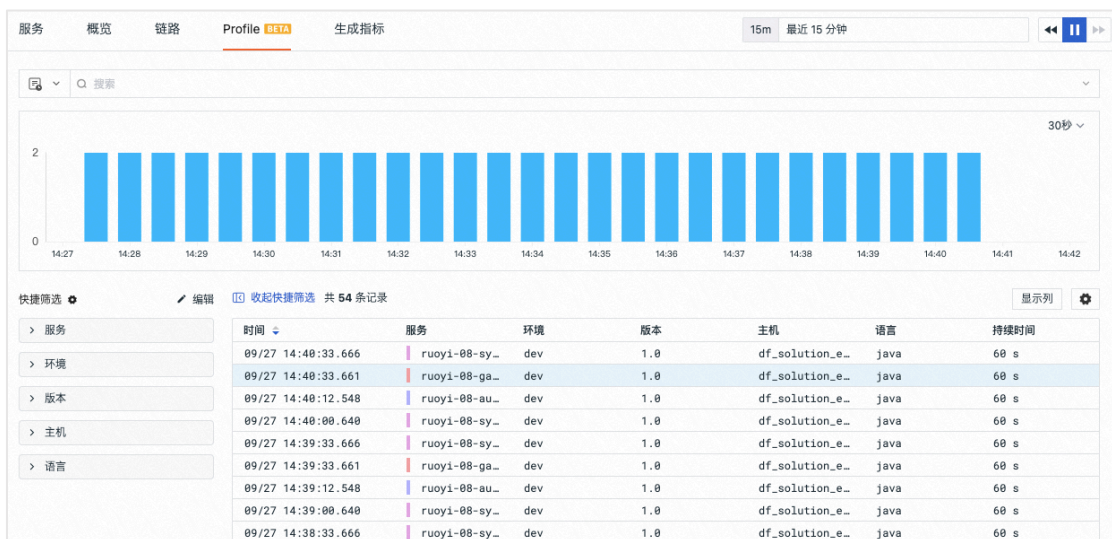 服务 概览 链路 Profile BETA 生成指标 15m 最近 15 分钟
搜索
30秒
2
0
14:27 14:28 14:29 14:30 14:31 14:32 14:33 14:34 14:35 14:36 14:37 14:38 14:39 14:40 14:41 14:42
快捷筛选 编辑 收起快捷筛选 共 54 条记录 显示列
服务
环境
版本
主机
语言
时间 服务 环境 版本 主机 语言 持续时间
09/27 14:40:33.666 ruoyi-08-sy… dev 1.0 df_solution_e… java 60 s
09/27 14:40:33.661 ruoyi-08-ga… dev 1.0 df_solution_e… java 60 s
09/27 14:40:12.548 ruoyi-08-au… dev 1.0 df_solution_e… java 60 s
09/27 14:40:00.640 ruoyi-08-sy… dev 1.0 df_solution_e… java 60 s
09/27 14:39:33.666 ruoyi-08-sy… dev 1.0 df_solution_e… java 60 s
09/27 14:39:33.661 ruoyi-08-ga… dev 1.0 df_solution_e… java 60 s
09/27 14:39:12.548 ruoyi-08-au… dev 1.0 df_solution_e… java 60 s
09/27 14:39:00.640 ruoyi-08-sy… dev 1.0 df_solution_e… java 60 s
09/27 14:38:33.666 ruoyi-08-sy… dev 1.0 df_solution_e… java 60 s